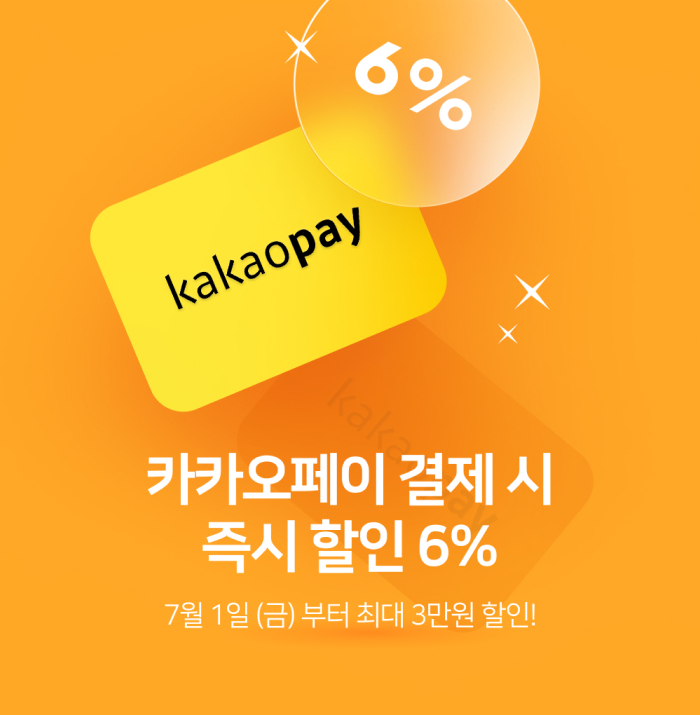 6%
kakaopay
kakaopay
카카오페이 결제 시
즉시 할인 6%
7월 1일 (금) 부터 최대 3만원 할인!